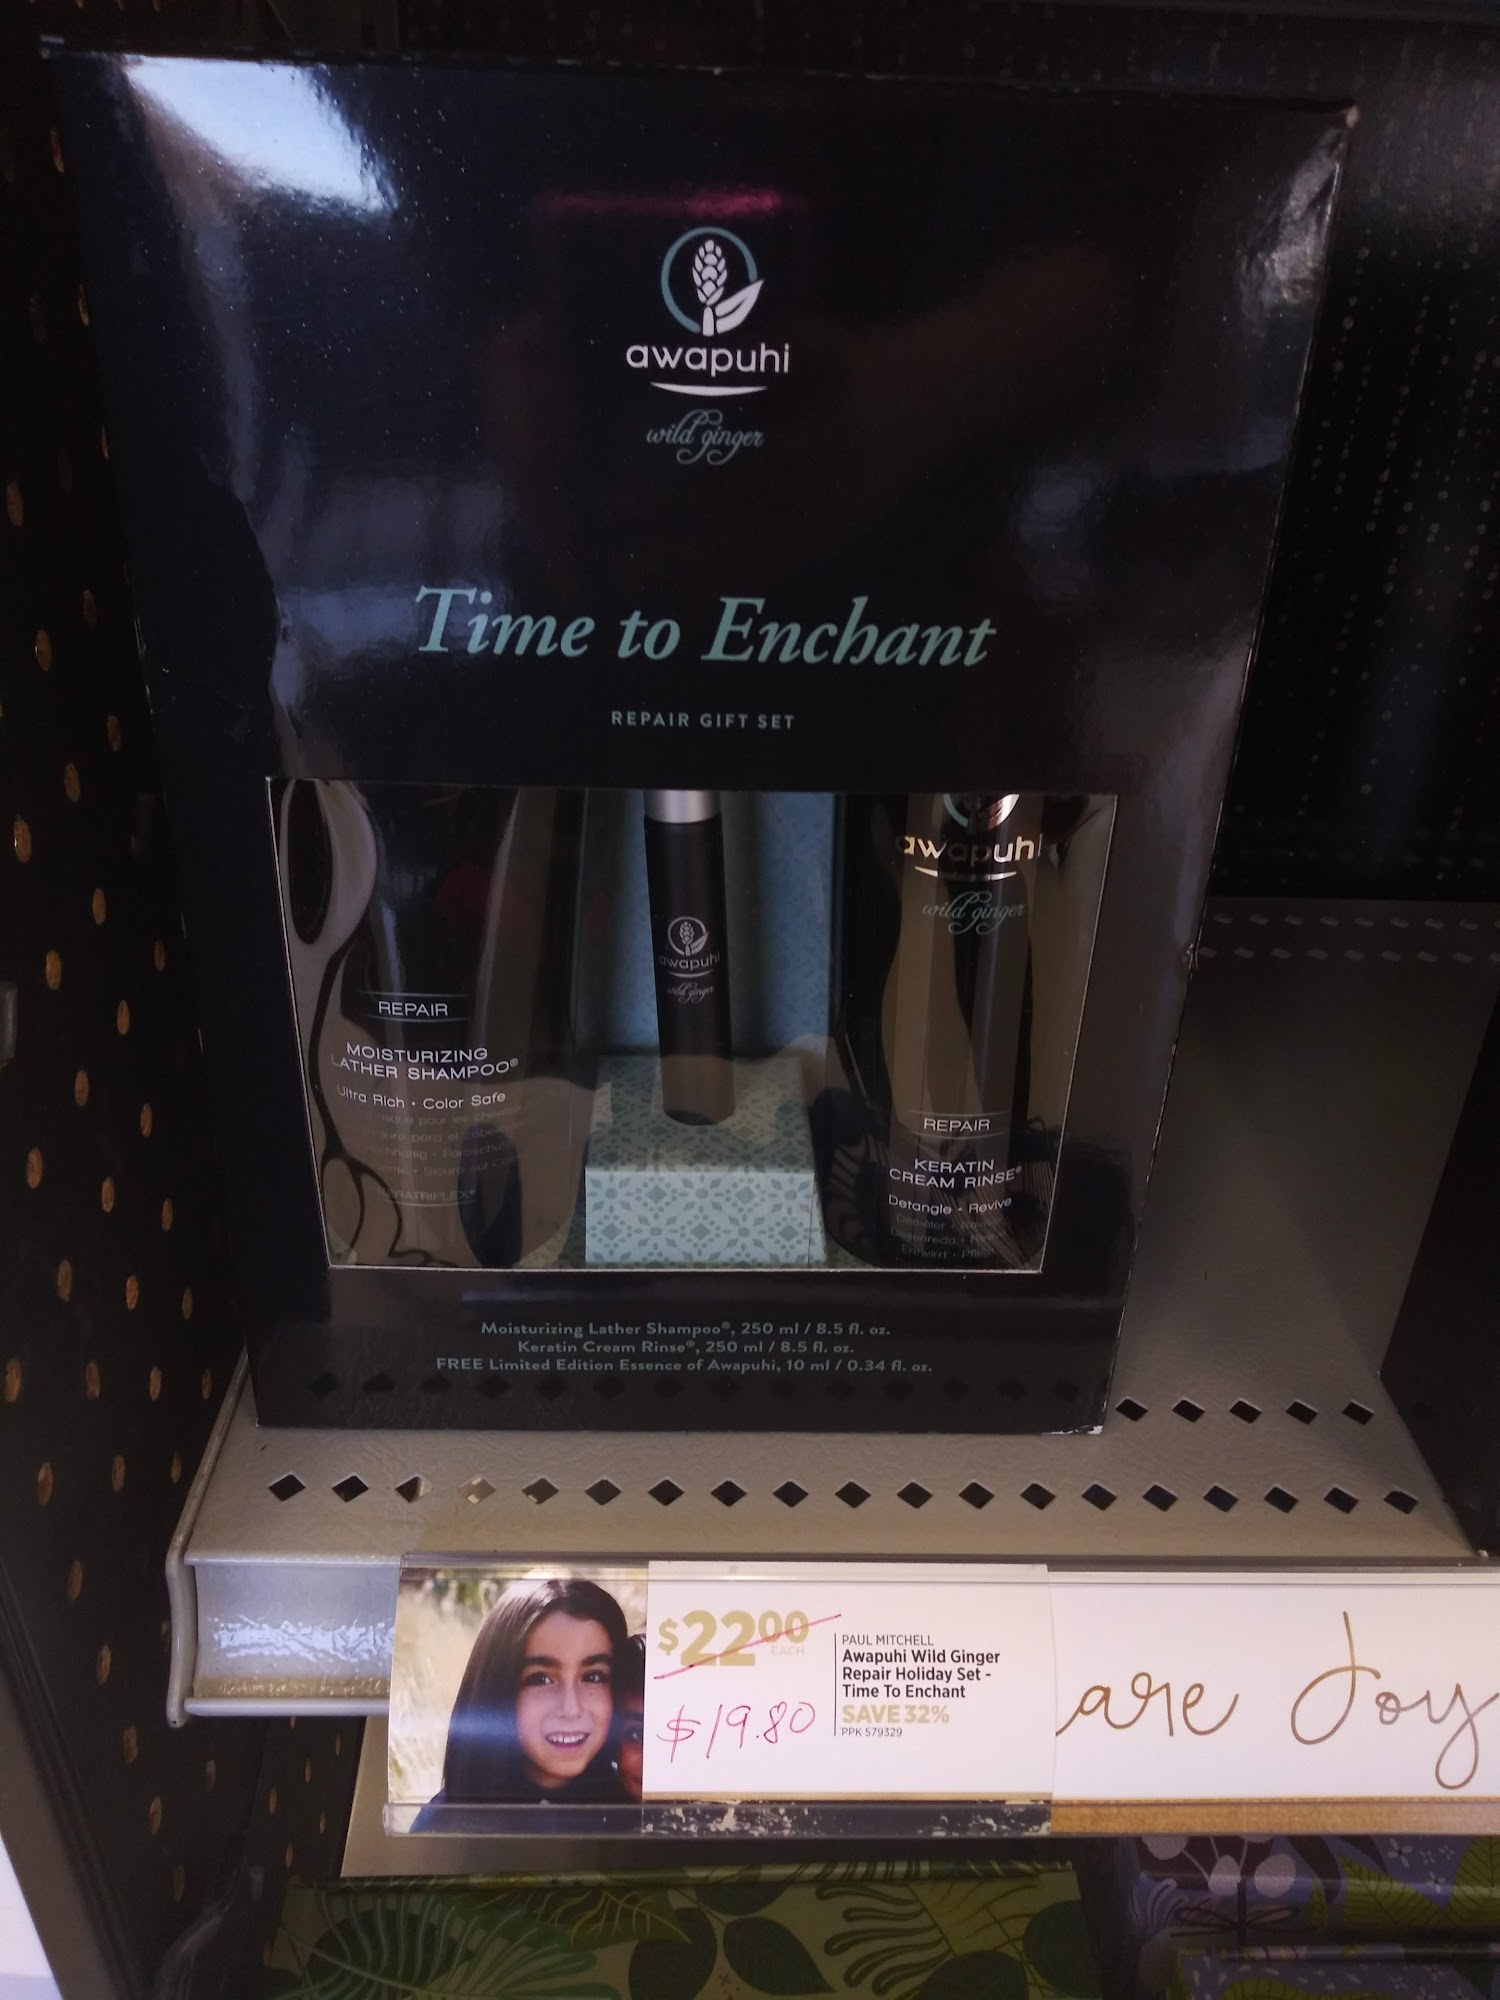 awapuhi
wild ginger
Time to Enchant
REPAIR GIFT SET
REPAIR
MOISTURIZING
LATHER SHAMPOO®
Ultra Rich • Color Safe
KERATRIPLEX®
awapuhi
wild ginger
awapuhi
wild ginger
REPAIR
KERATIN
CREAM RINSE®
Detangle • Revive
Moisturizing Lather Shampoo®, 250 ml / 8.5 fl. oz.
Keratin Cream Rinse®, 250 ml / 8.5 fl. oz.
FREE Limited Edition Essence of Awapuhi, 10 ml / 0.34 fl. oz.
$22.00
EACH
$19.80
PAUL MITCHELL
Awapuhi Wild Ginger
Repair Holiday Set -
Time To Enchant
SAVE 32%
PPK 579329
are Joy